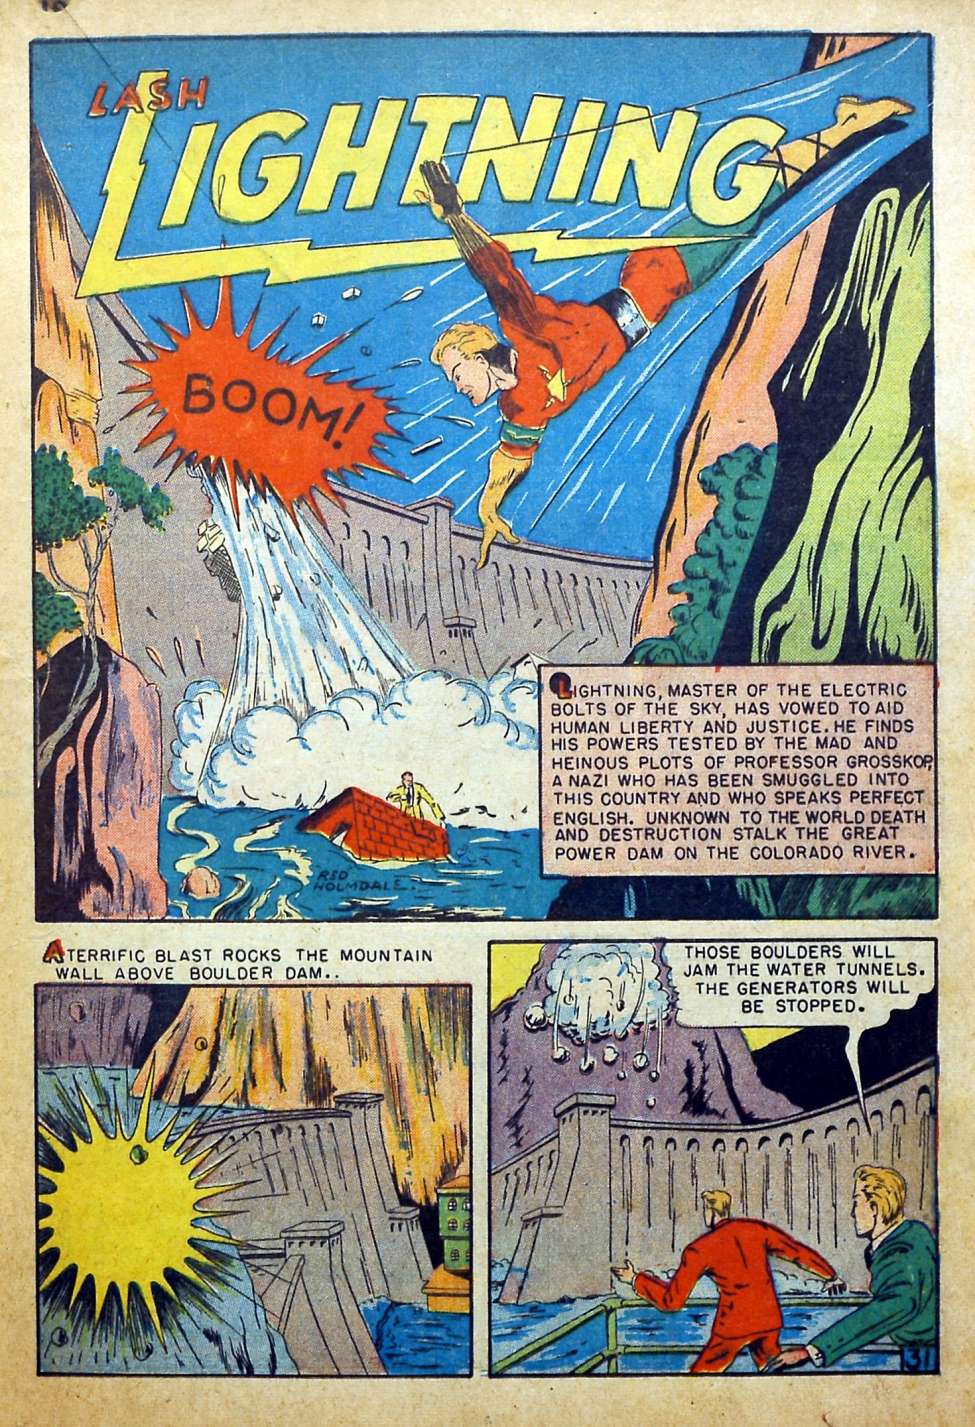 LASH
LIGHTNING
BOOM!
LIGHTNING, MASTER OF THE ELECTRIC
BOLTS OF THE SKY, HAS VOWED TO AID
HUMAN LIBERTY AND JUSTICE. HE FINDS
HIS POWERS TESTED BY THE MAD AND
HEINOUS PLOTS OF PROFESSOR GROSSKOP,
A NAZI WHO HAS BEEN SMUGGLED INTO
THIS COUNTRY AND WHO SPEAKS PERFECT
ENGLISH. UNKNOWN TO THE WORLD DEATH
AND DESTRUCTION STALK THE GREAT
POWER DAM ON THE COLORADO RIVER.
RED
HOLMDALE.
A TERRIFIC BLAST ROCKS THE MOUNTAIN
WALL ABOVE BOULDER DAM..
THOSE BOULDERS WILL
JAM THE WATER TUNNELS.
THE GENERATORS WILL
BE STOPPED.
31